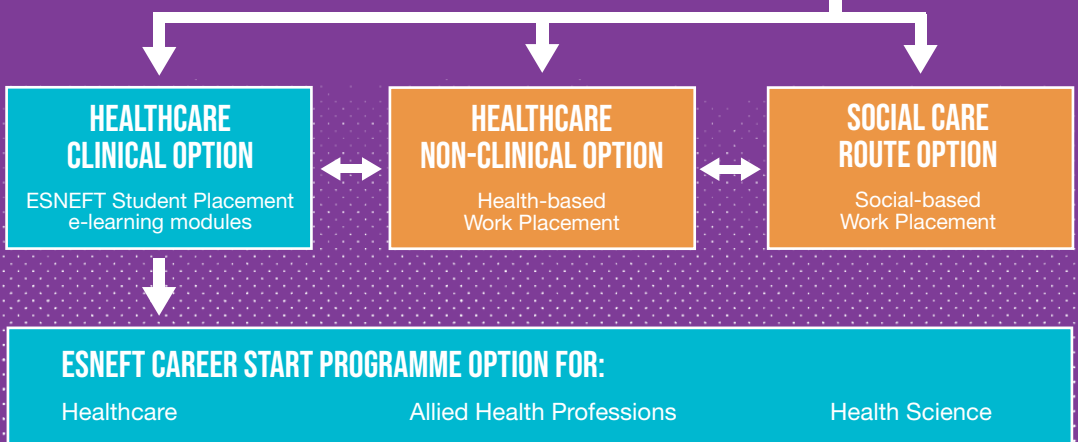 HEALTHCARE
CLINICAL OPTION
ESNEFT Student Placement
e-learning modules
HEALTHCARE
NON-CLINICAL OPTION
Health-based
Work Placement
SOCIAL CARE
ROUTE OPTION
Social-based
Work Placement
ESNEFT CAREER START PROGRAMME OPTION FOR:
Healthcare
Allied Health Professions
Health Science